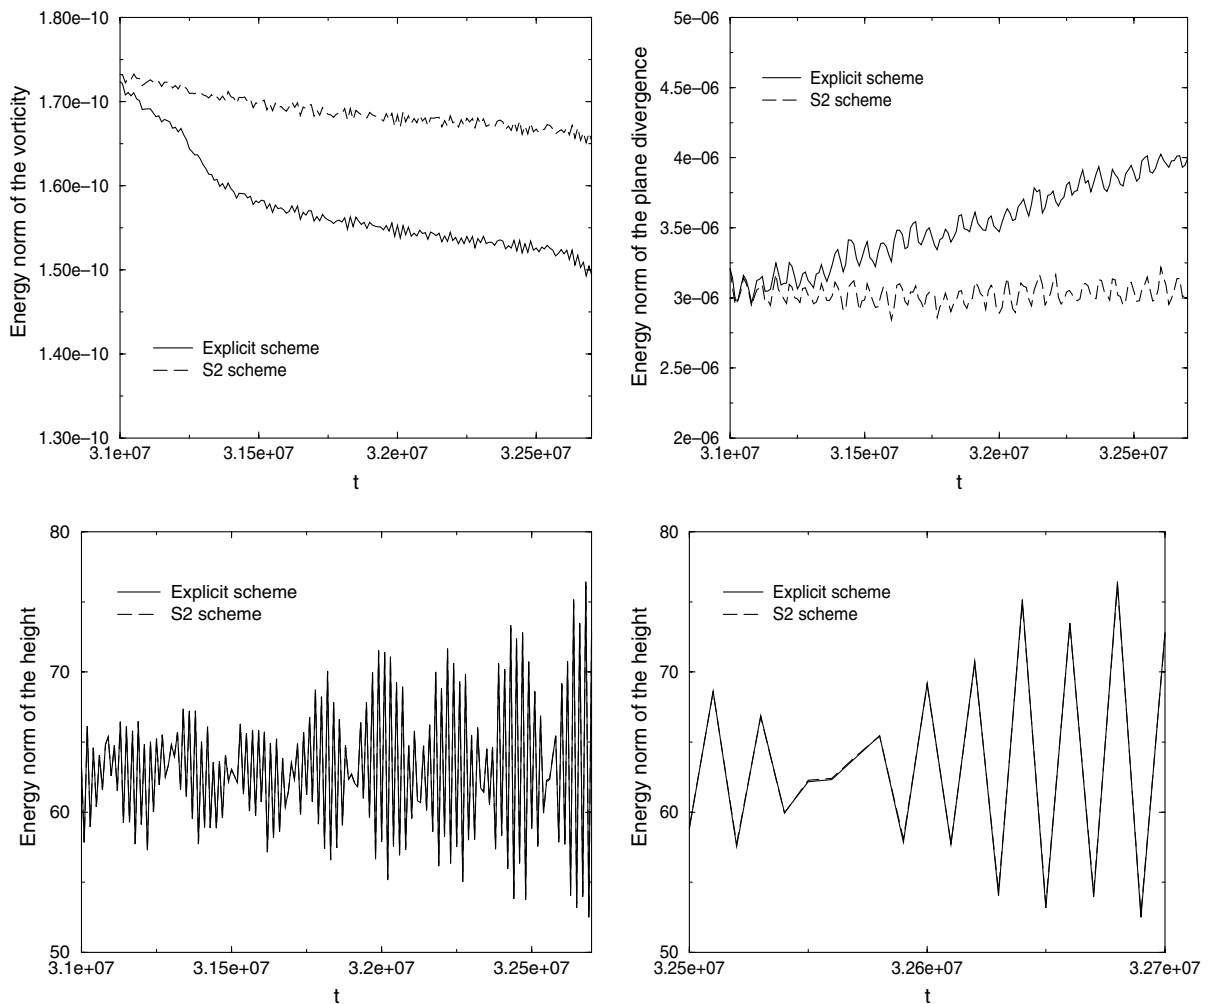 1.80e–10
1.70e–10
1.60e–10
1.50e–10
1.40e–10
1.30e–10
Energy norm of the vorticity
Explicit scheme
S2 scheme
3.1e+07
3.15e+07
3.2e+07
3.25e+07
t
5e–06
4.5e–06
4e–06
3.5e–06
3e–06
2.5e–06
2e–06
Energy norm of the plane divergence
Explicit scheme
S2 scheme
3.1e+07
3.15e+07
3.2e+07
3.25e+07
t
80
70
60
50
Energy norm of the height
Explicit scheme
S2 scheme
3.1e+07
3.15e+07
3.2e+07
3.25e+07
t
80
70
60
50
Energy norm of the height
Explicit scheme
S2 scheme
3.25e+07
3.26e+07
3.27e+07
t